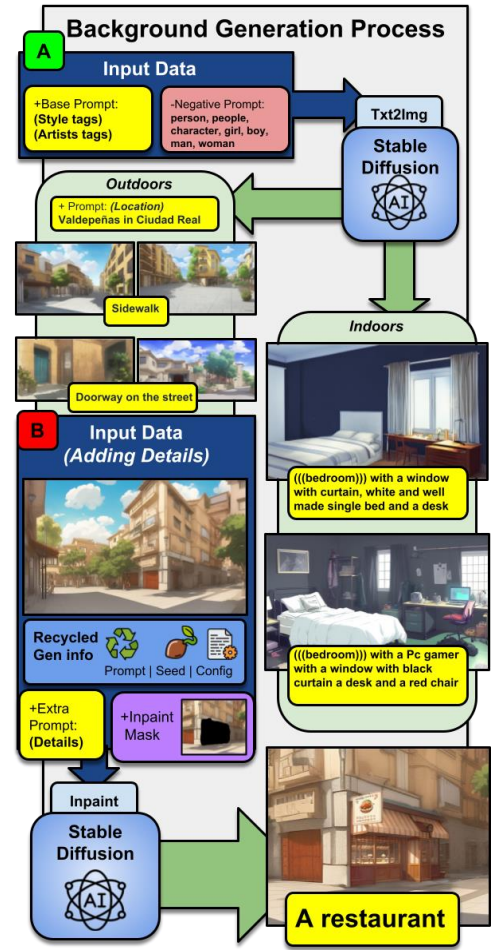 Background Generation Process
A
Input Data
+Base Prompt:
(Style tags)
(Artists tags)
-Negative Prompt:
person, people,
character, girl, boy,
man, woman
Txt2Img
Stable
Diffusion
AI
Outdoors
+ Prompt: (Location)
Valdepeñas in Ciudad Real
Sidewalk
Doorway on the street
Indoors
(((bedroom))) with a window
with curtain, white and well
made single bed and a desk
(((bedroom))) with a Pc gamer
with a window with black
curtain a desk and a red chair
B
Input Data
(Adding Details)
Recycled
Gen info
Prompt | Seed | Config
+Extra
Prompt:
(Details)
+Inpaint
Mask
Inpaint
Stable
Diffusion
AI
A restaurant